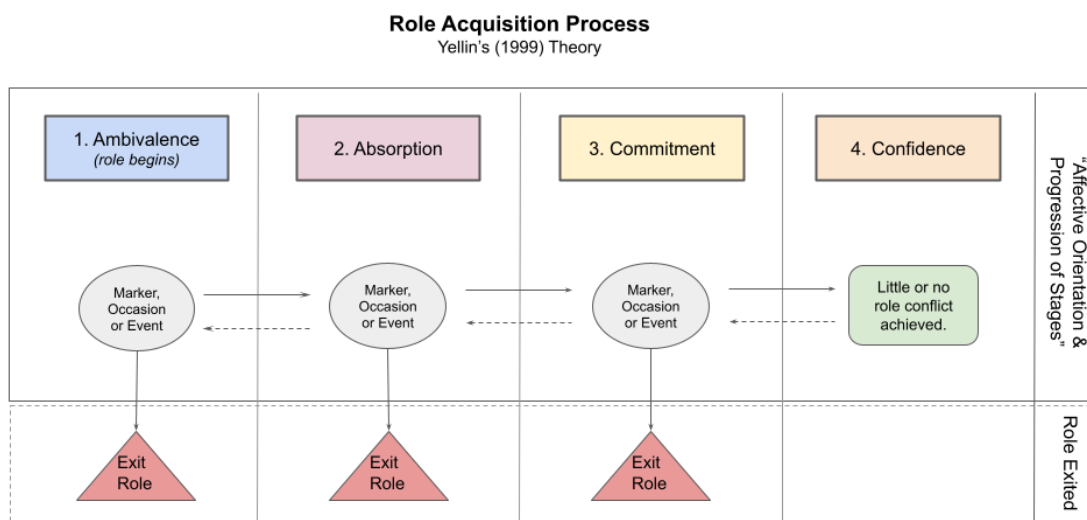 Role Acquisition Process
Yellin's (1999) Theory
1. Ambivalence
(role begins)
2. Absorption
3. Commitment
4. Confidence
"Affective Orientation &
Progression of Stages"
Marker,
Occasion
or Event
Marker,
Occasion
or Event
Marker,
Occasion
or Event
Little or no
role conflict
achieved.
Exit
Role
Exit
Role
Exit
Role
Role Exited